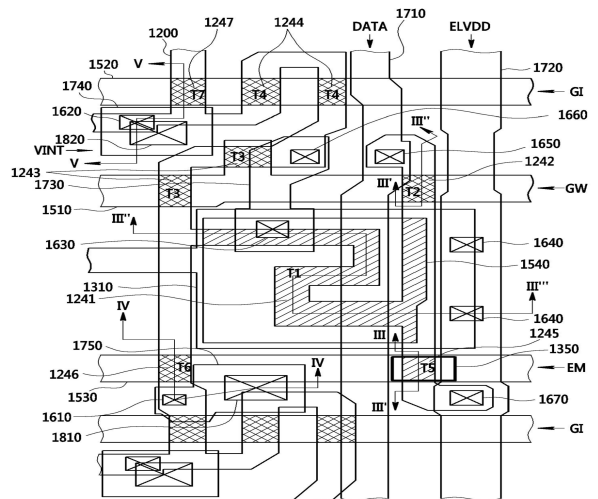 1200 1247 1244 DATA 1710 ELVDD
1520 V 1720
1740 T7 T4 T4 GI
1620 1660
1820 III'' 1650
VINT T3 1242
V
1243 T3 III' T2 GW
1730
1510
III''
1630 1640
1310 T1 1540
1241 III'''
IV 1640
III 1245
1750 IV 1350
1246 T6 T5 EM
1530
1610 III' 1670
1810 GI